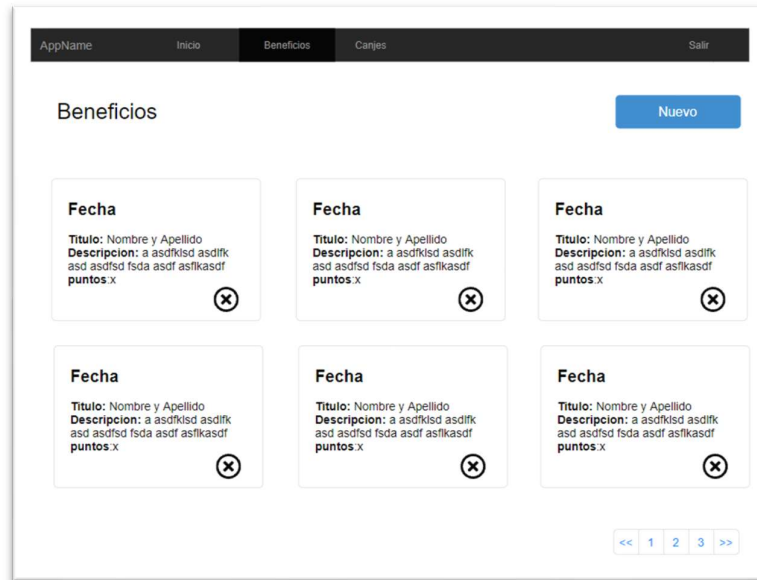 AppName Inicio Beneficios Canjes Salir
Beneficios
Nuevo
Fecha
Titulo: Nombre y Apellido
Descripcion: a asdfklsd asdlfk
asd asdfsd fsda asdf asflkasdf
puntos:x
Fecha
Titulo: Nombre y Apellido
Descripcion: a asdfklsd asdlfk
asd asdfsd fsda asdf asflkasdf
puntos:x
Fecha
Titulo: Nombre y Apellido
Descripcion: a asdfklsd asdlfk
asd asdfsd fsda asdf asflkasdf
puntos:x
Fecha
Titulo: Nombre y Apellido
Descripcion: a asdfklsd asdlfk
asd asdfsd fsda asdf asflkasdf
puntos:x
Fecha
Titulo: Nombre y Apellido
Descripcion: a asdfklsd asdlfk
asd asdfsd fsda asdf asflkasdf
puntos:x
Fecha
Titulo: Nombre y Apellido
Descripcion: a asdfklsd asdlfk
asd asdfsd fsda asdf asflkasdf
puntos:x
<< 1 2 3 >>